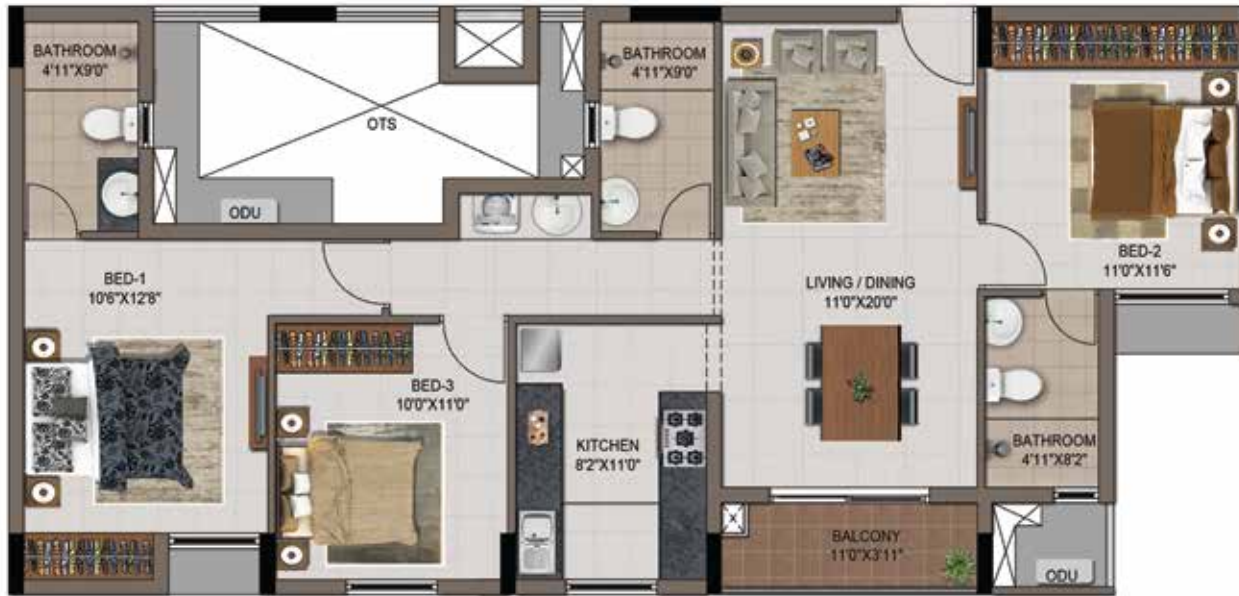 BATHROOM
4'11"X9'0"
OTS
ODU
BATHROOM
4'11"X9'0"
BED-1
10'6"X12'8"
BED-3
10'0"X11'0"
KITCHEN
8'2"X11'0"
LIVING / DINING
11'0"X20'0"
BED-2
11'0"X11'6"
BATHROOM
4'11"X8'2"
BALCONY
11'0"X3'11"
ODU